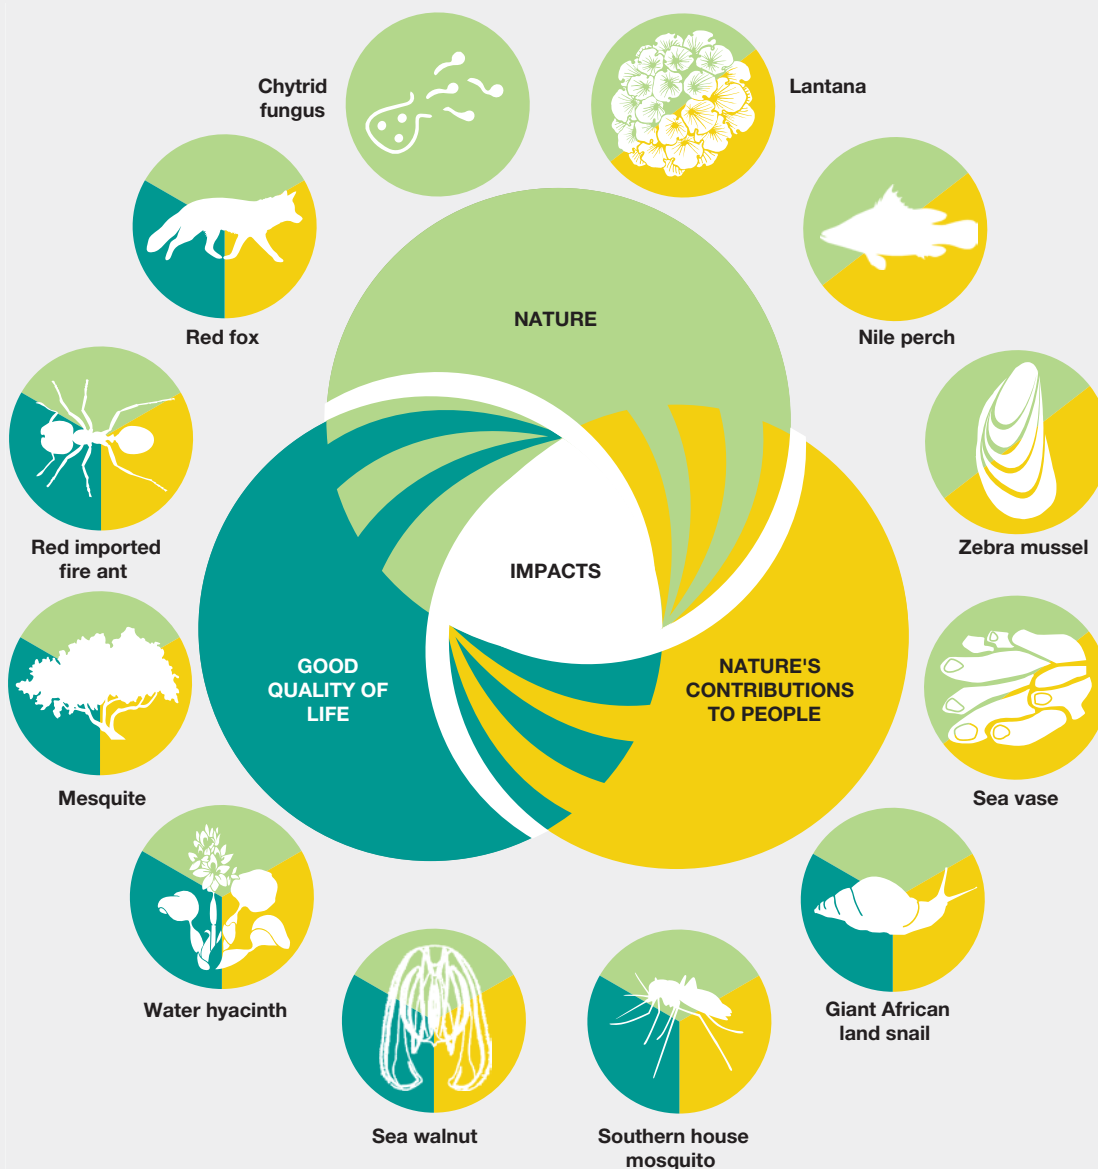 Chytrid
fungus
Lantana
Red fox
NATURE
Nile perch
Red imported
fire ant
Zebra mussel
IMPACTS
GOOD
QUALITY OF
LIFE
NATURE'S
CONTRIBUTIONS
TO PEOPLE
Mesquite
Sea vase
Water hyacinth
Giant African
land snail
Sea walnut
Southern house
mosquito